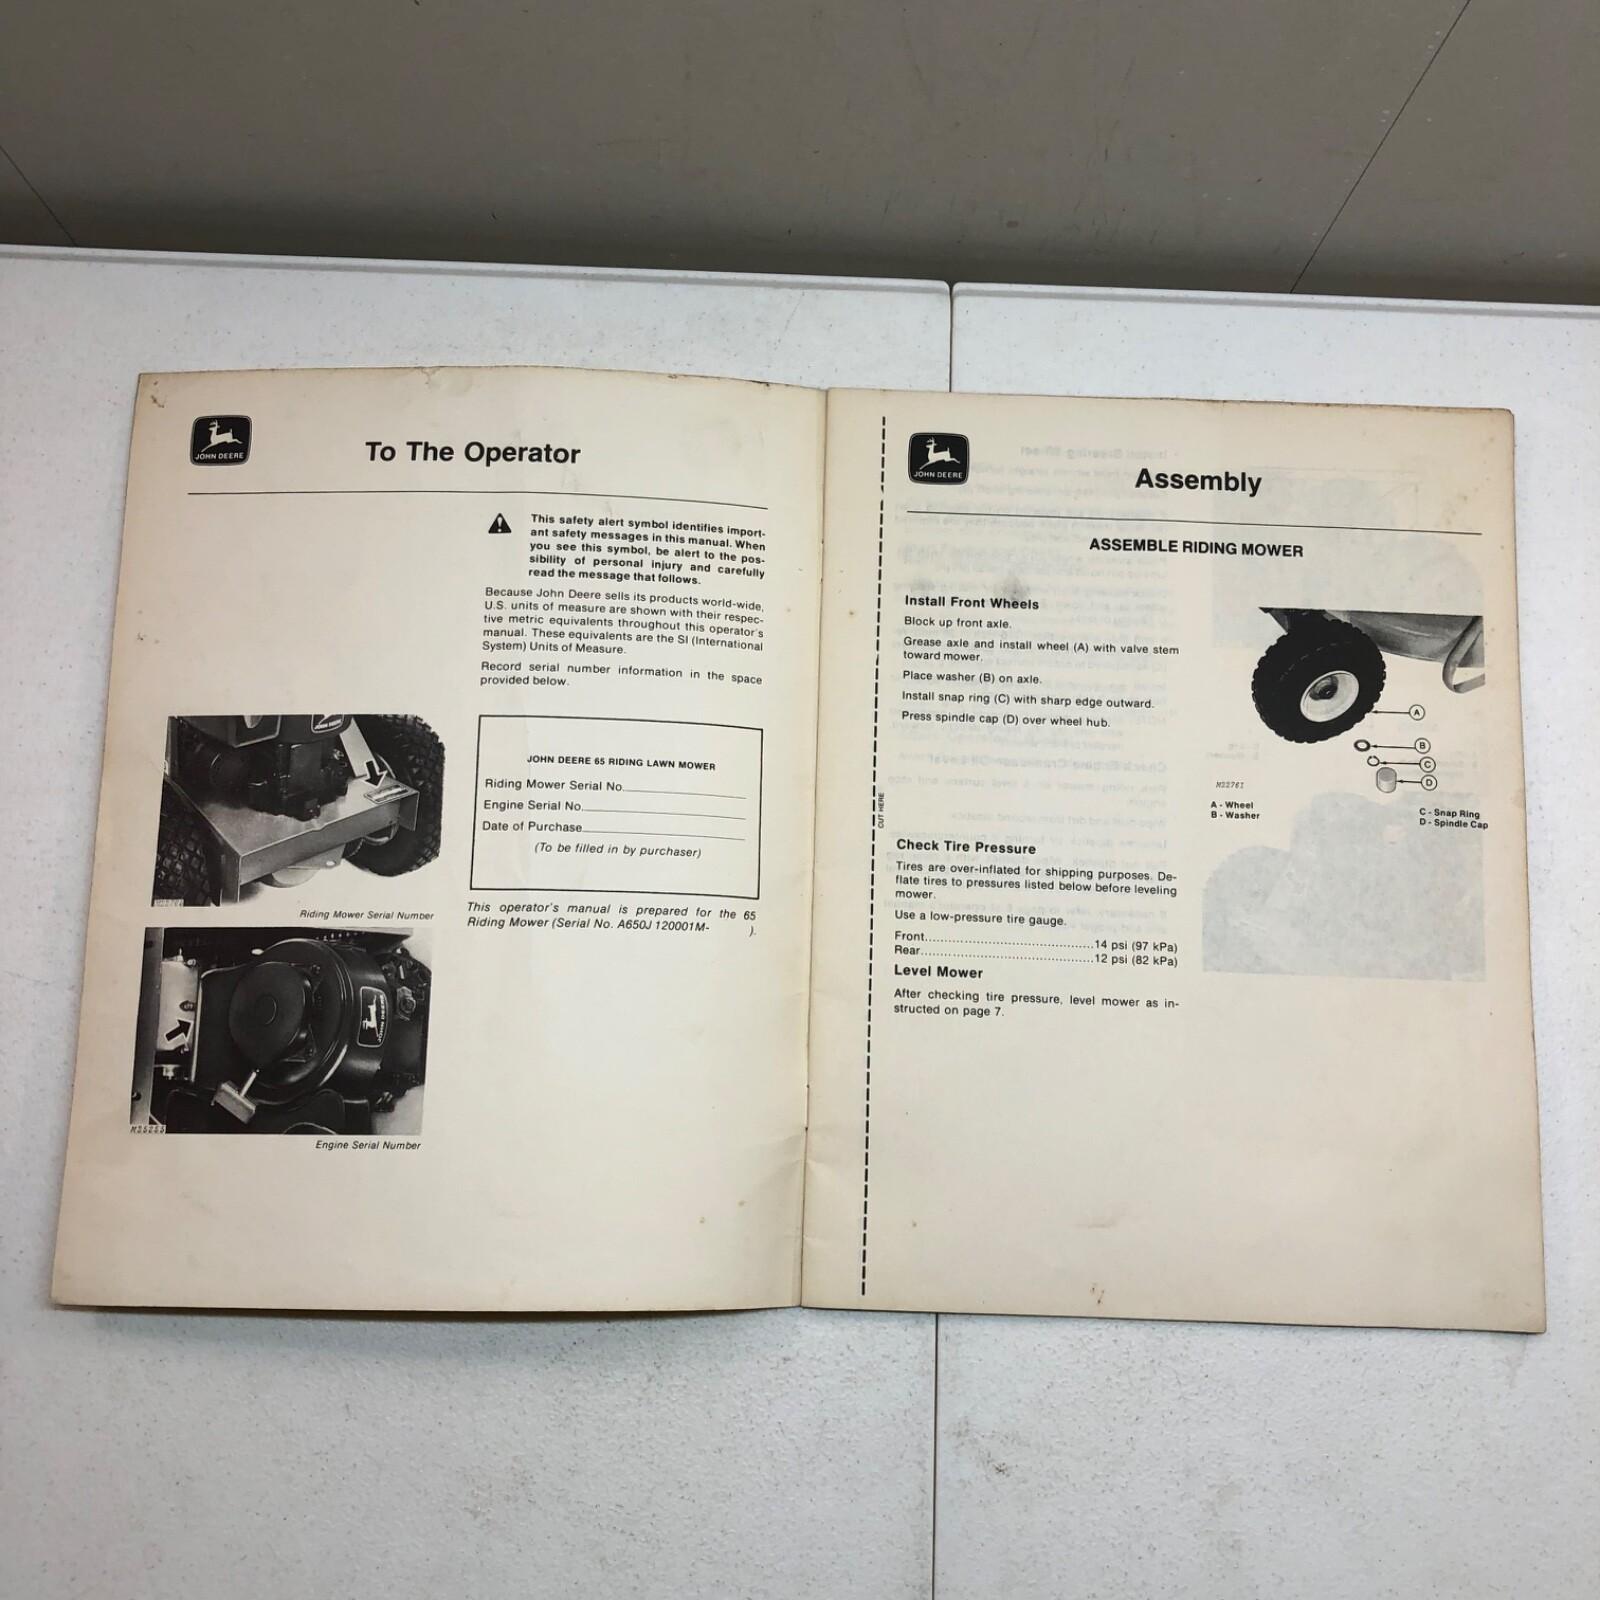 JOHN DEERE
To The Operator
This safety alert symbol identifies import-
ant safety messages in this manual. When
you see this symbol, be alert to the pos-
sibility of personal injury and carefully
read the message that follows.
Because John Deere sells its products world-wide,
U.S. units of measure are shown with their respec-
tive metric equivalents throughout this operator's
manual. These equivalents are the SI (International
System) Units of Measure.
Record serial number information in the space
provided below.
JOHN DEERE
Riding Mower Serial Number
JOHN DEERE
M35255
Engine Serial Number
JOHN DEERE 65 RIDING LAWN MOWER
Riding Mower Serial No.
Engine Serial No.
Date of Purchase
(To be filled in by purchaser)
This operator's manual is prepared for the 65
Riding Mower (Serial No. A650J 120001M- ).
CUT HERE
JOHN DEERE
Assembly
ASSEMBLE RIDING MOWER
Install Front Wheels
Block up front axle.
Grease axle and install wheel (A) with valve stem
toward mower.
Place washer (B) on axle.
Install snap ring (C) with sharp edge outward.
Press spindle cap (D) over wheel hub.
A
B
C
D
M32761
A - Wheel
B - Washer
C - Snap Ring
D - Spindle Cap
Check Tire Pressure
Tires are over-inflated for shipping purposes. De-
flate tires to pressures listed below before leveling
mower.
Use a low-pressure tire gauge.
Front..........................................14 psi (97 kPa)
Rear...........................................12 psi (82 kPa)
Level Mower
After checking tire pressure, level mower as in-
structed on page 7.